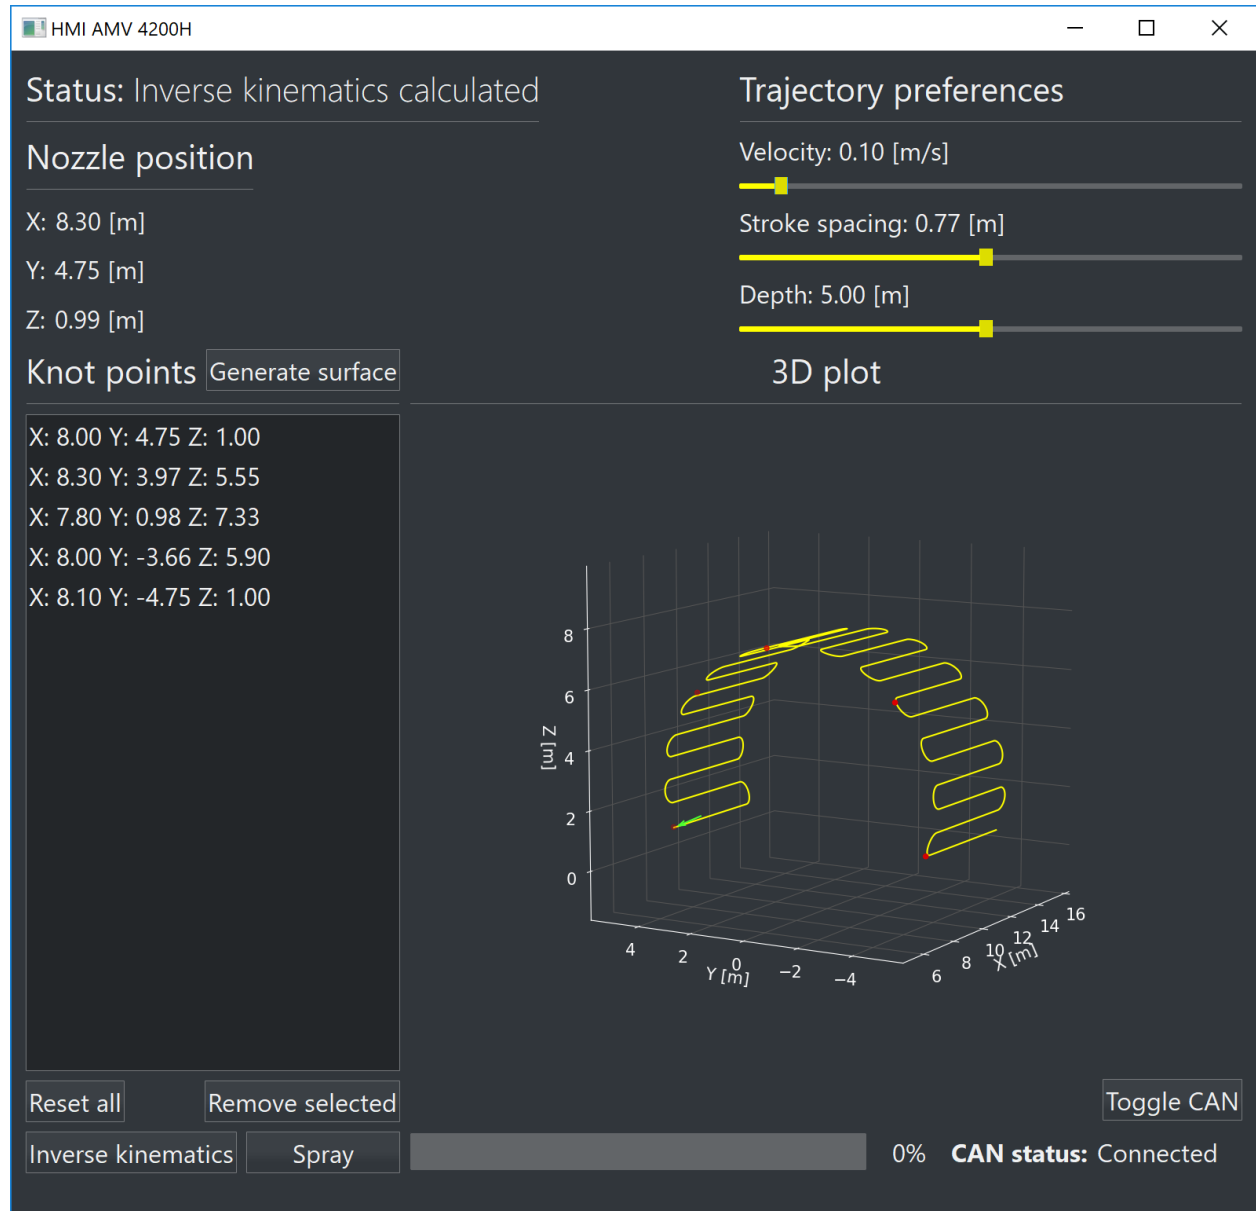 HMI AMV 4200H
Status: Inverse kinematics calculated
Nozzle position
X: 8.30 [m]
Y: 4.75 [m]
Z: 0.99 [m]
Trajectory preferences
Velocity: 0.10 [m/s]
Stroke spacing: 0.77 [m]
Depth: 5.00 [m]
Knot points
Generate surface
X: 8.00 Y: 4.75 Z: 1.00
X: 8.30 Y: 3.97 Z: 5.55
X: 7.80 Y: 0.98 Z: 7.33
X: 8.00 Y: -3.66 Z: 5.90
X: 8.10 Y: -4.75 Z: 1.00
3D plot
8
6
4
2
0
Z [m]
4
2
0
−2
−4
Y [m]
6
8
10
12
14
16
X [m]
Reset all
Remove selected
Toggle CAN
Inverse kinematics
Spray
0%
CAN status: Connected